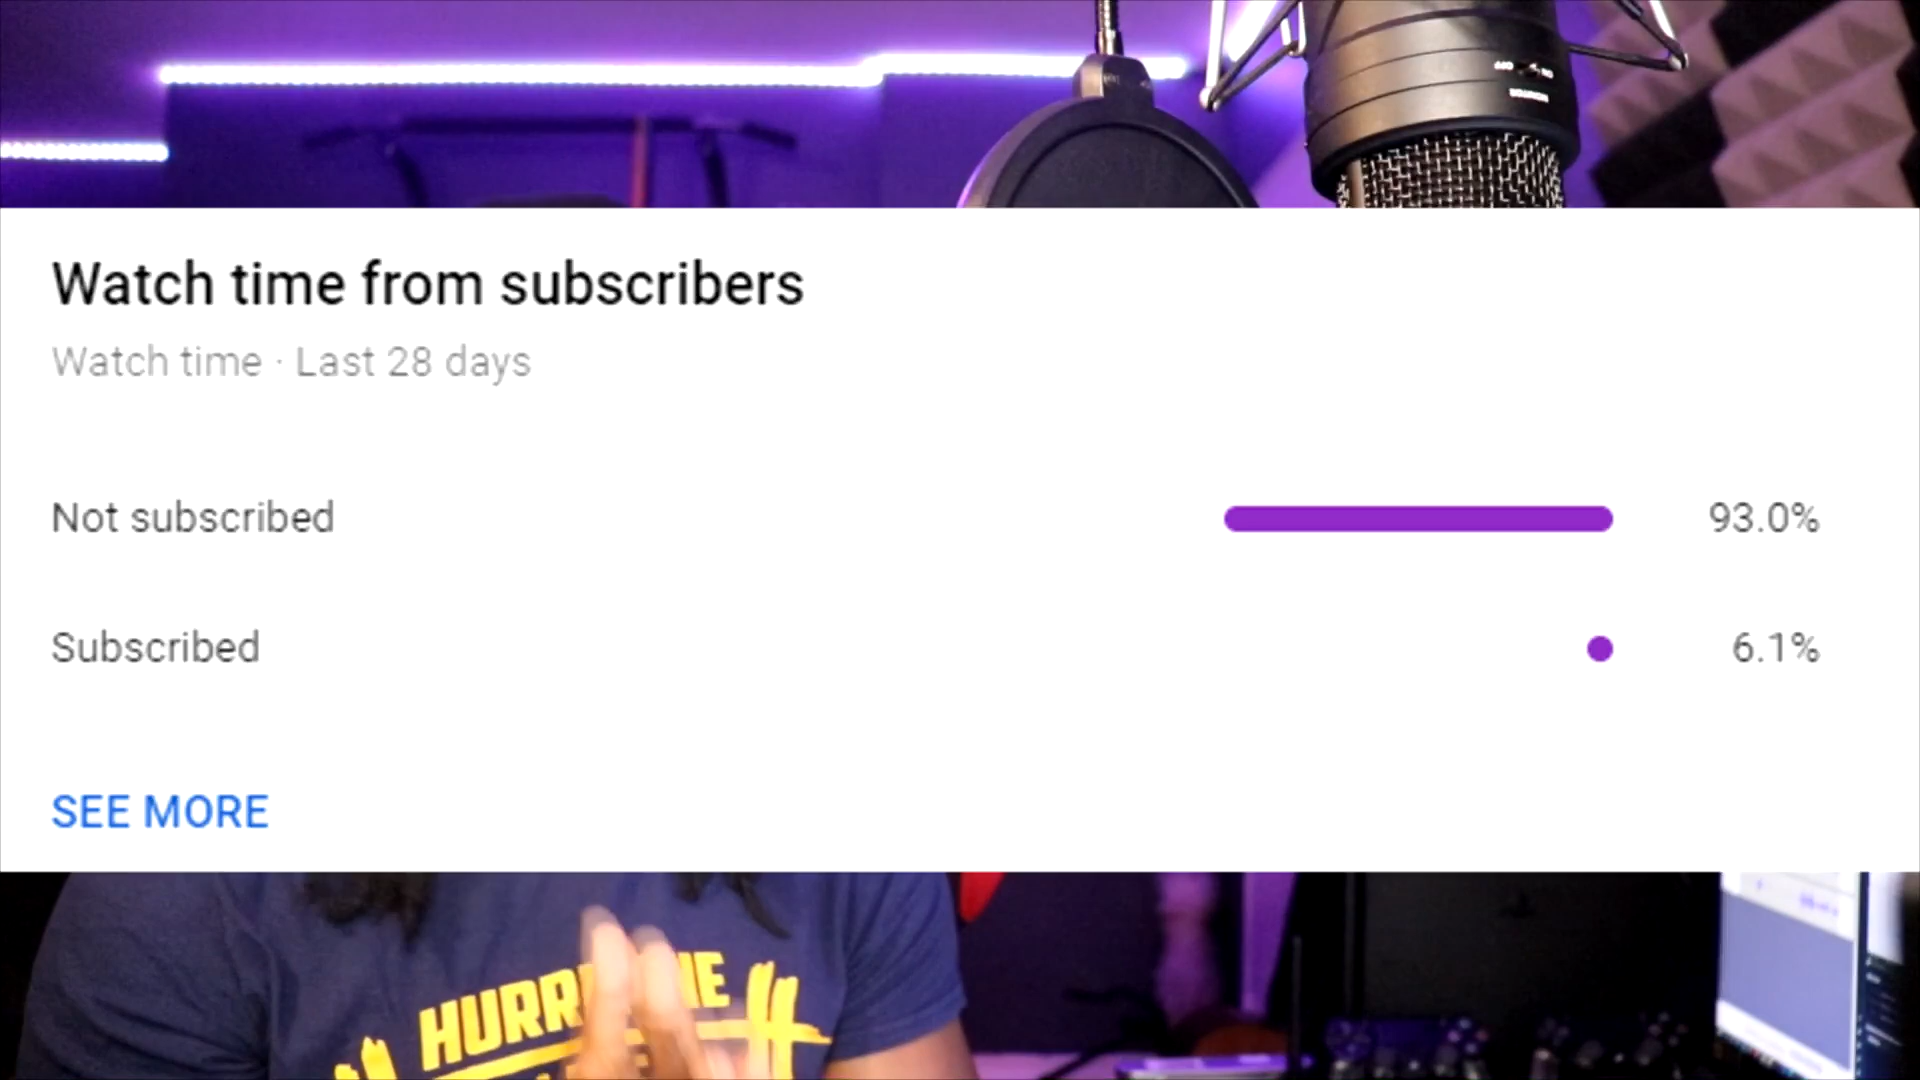 Watch time from subscribers
Watch time · Last 28 days
Not subscribed 93.0%
Subscribed 6.1%
SEE MORE